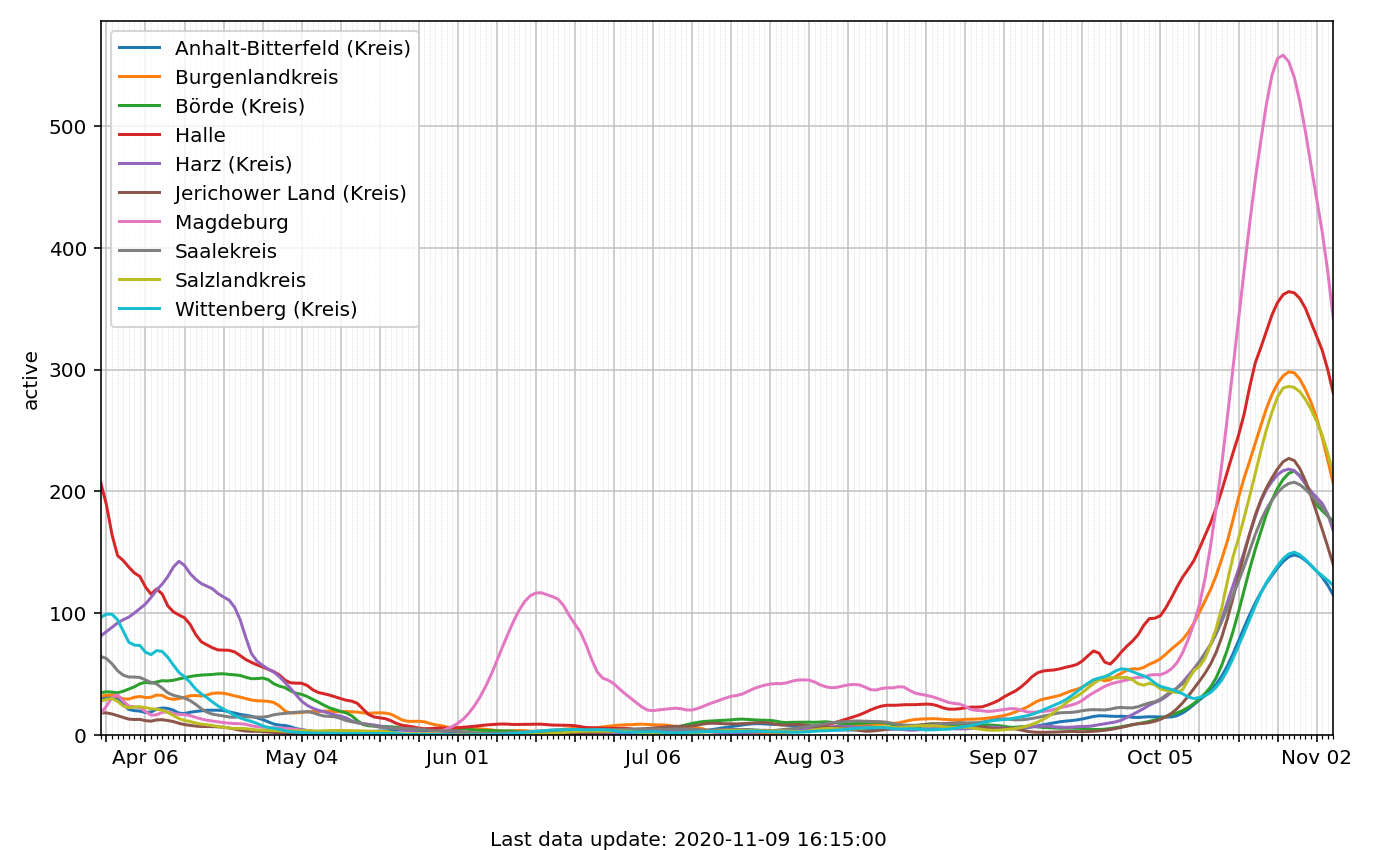 Anhalt-Bitterfeld (Kreis)
Burgenlandkreis
Börde (Kreis)
Halle
Harz (Kreis)
Jerichower Land (Kreis)
Magdeburg
Saalekreis
Salzlandkreis
Wittenberg (Kreis)
active
500
400
300
200
100
0
Apr 06 May 04 Jun 01 Jul 06 Aug 03 Sep 07 Oct 05 Nov 02
Last data update: 2020-11-09 16:15:00